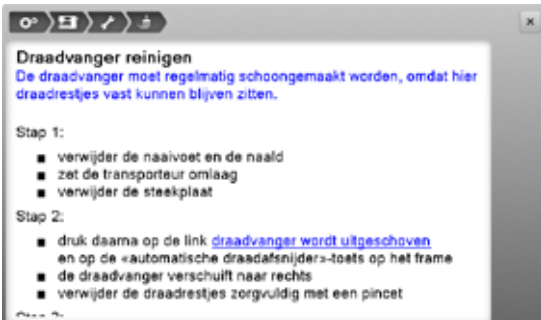 Draadvanger reinigen
De draadvanger moet regelmatig schoongemaakt worden, omdat hier
draadrestjes vast kunnen blijven zitten.
Stap 1:
verwijder de naaivoet en de naald
zet de transporteur omlaag
verwijder de steekplaat
Stap 2:
druk daarna op de link draadvanger wordt uitgeschoven
en op de «automatische draadafsnijder»-toets op het frame
de draadvanger verschuift naar rechts
verwijder de draadrestjes zorgvuldig met een pincet